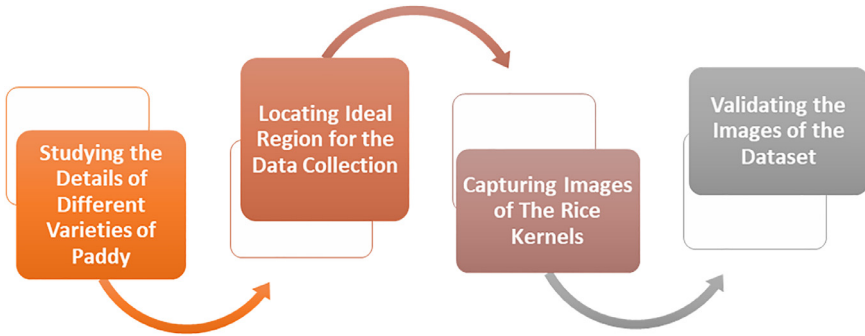 Studying the
Details of
Different
Varieties of
Paddy
Locating Ideal
Region for the
Data Collection
Capturing Images
of The Rice
Kernels
Validating the
Images of the
Dataset